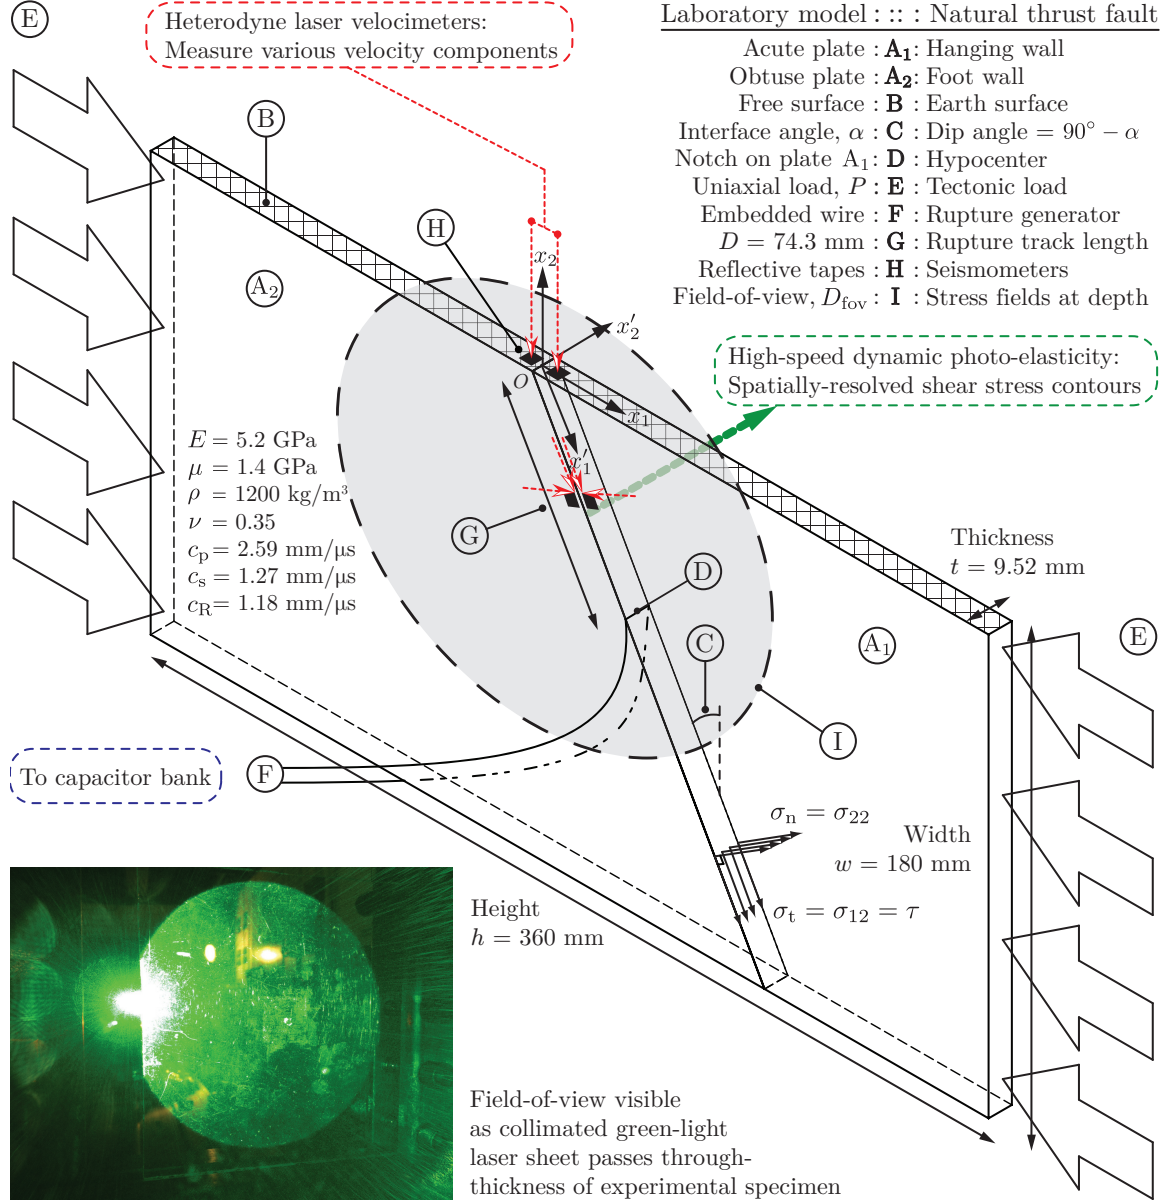 E
Heterodyne laser velocimeters:
Measure various velocity components
Laboratory model : :: : Natural thrust fault
Acute plate : A₁: Hanging wall
Obtuse plate : A₂: Foot wall
Free surface : B : Earth surface
Interface angle, α : C : Dip angle = 90° − α
Notch on plate A₁: D : Hypocenter
Uniaxial load, P : E : Tectonic load
Embedded wire : F : Rupture generator
D = 74.3 mm : G : Rupture track length
Reflective tapes : H : Seismometers
Field-of-view, D_fov : I : Stress fields at depth
B
H
A₂
x₂
x′₂
O
x₁
x′₁
High-speed dynamic photo-elasticity:
Spatially-resolved shear stress contours
E = 5.2 GPa
μ = 1.4 GPa
ρ = 1200 kg/m³
ν = 0.35
c_p = 2.59 mm/μs
c_s = 1.27 mm/μs
c_R = 1.18 mm/μs
G
D
Thickness
t = 9.52 mm
C
A₁
E
I
To capacitor bank
F
σ_n = σ₂₂
Width
w = 180 mm
σ_t = σ₁₂ = τ
Height
h = 360 mm
Field-of-view visible
as collimated green-light
laser sheet passes through-
thickness of experimental specimen